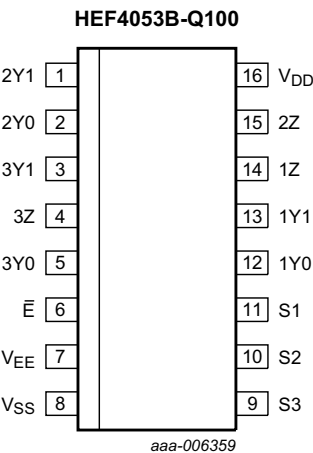 HEF4053B-Q100
2Y1 1 16 VDD
2Y0 2 15 2Z
3Y1 3 14 1Z
3Z 4 13 1Y1
3Y0 5 12 1Y0
E̅ 6 11 S1
VEE 7 10 S2
VSS 8 9 S3
aaa-006359